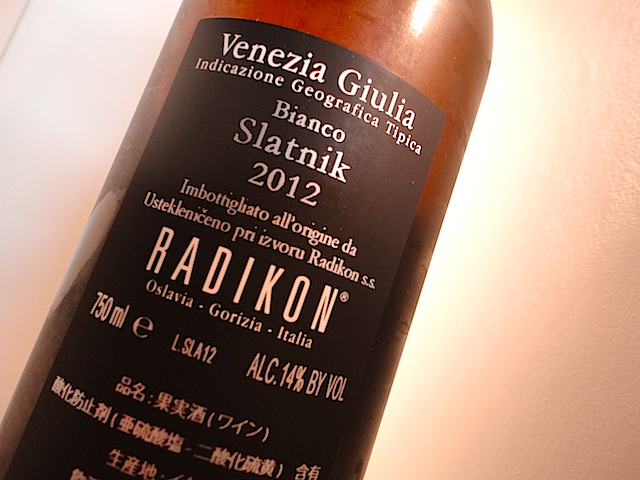 Venezia Giulia
Indicazione Geografica Tipica
Bianco
Slatnik
2012
Imbottigliato all'origine da
Ustekleničeno pri izvoru Radikon s.s.
RADIKON®
Oslavia - Gorizia - Italia
750 ml e L.SLA12 ALC.14% BY VOL
品名:果実酒(ワイン)
酸化防止剤(亜硫酸塩・二酸化硫黄) 含有
生産地:イ